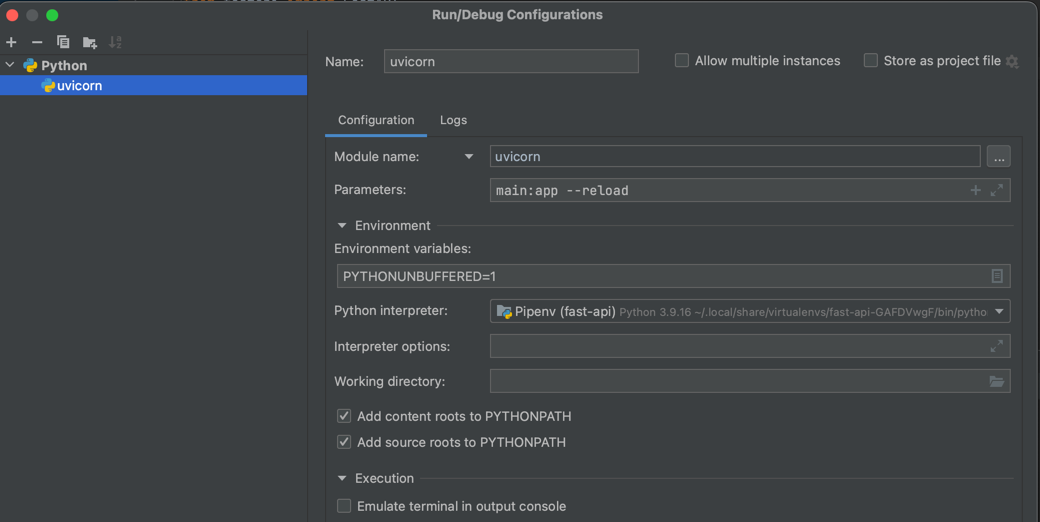 Run/Debug Configurations
Python
uvicorn
Name: uvicorn
Allow multiple instances
Store as project file
Configuration Logs
Module name: uvicorn ...
Parameters: main:app --reload
Environment
Environment variables:
PYTHONUNBUFFERED=1
Python interpreter: Pipenv (fast-api) Python 3.9.16 ~/.local/share/virtualenvs/fast-api-GAFDVwgF/bin/pytho
Interpreter options:
Working directory:
Add content roots to PYTHONPATH
Add source roots to PYTHONPATH
Execution
Emulate terminal in output console